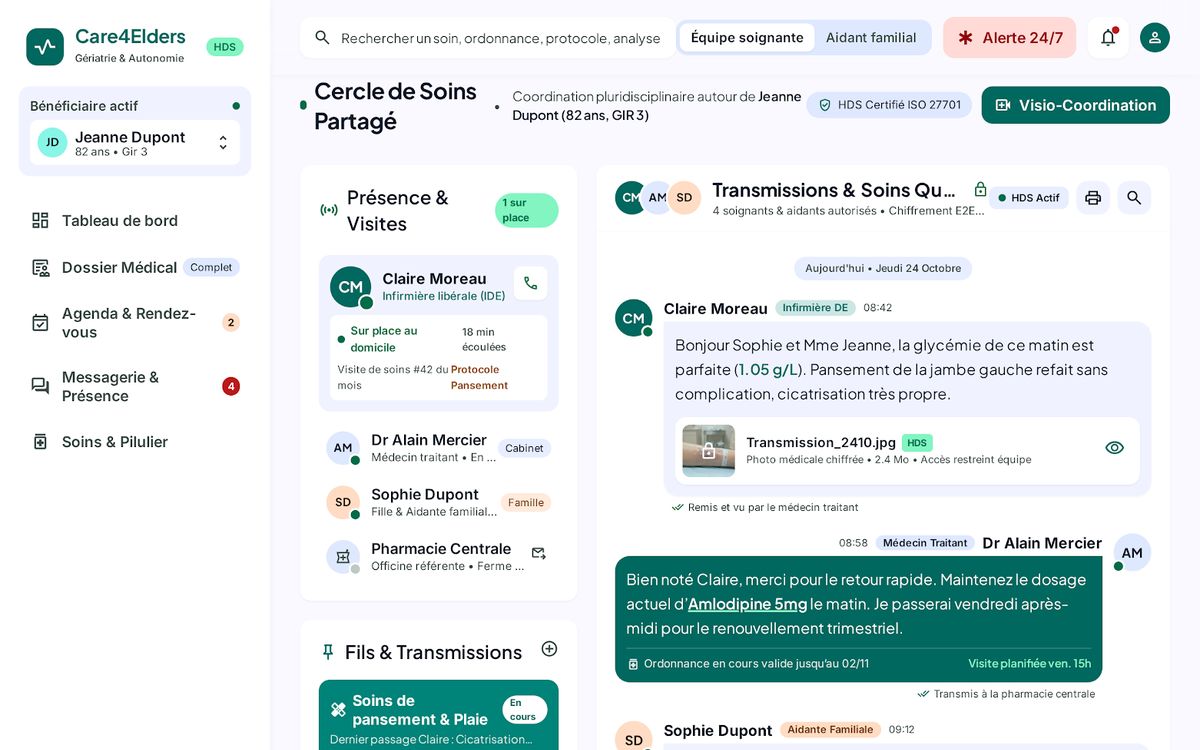 Care4Elders
Gériatrie & Autonomie
HDS
Bénéficiaire actif
JD
Jeanne Dupont
82 ans • Gir 3
Tableau de bord
Dossier Médical
Complet
Agenda & Rendez-
vous
2
Messagerie &
Présence
4
Soins & Pilulier
Rechercher un soin, ordonnance, protocole, analyse
Équipe soignante
Aidant familial
Alerte 24/7
Cercle de Soins
Partagé
• Coordination pluridisciplinaire autour de Jeanne
Dupont (82 ans, GIR 3)
HDS Certifié ISO 27701
Visio-Coordination
Présence &
Visites
1 sur
place
CM
Claire Moreau
Infirmière libérale (IDE)
Sur place au
domicile
18 min
écoulées
Visite de soins #42 du
mois
Protocole
Pansement
AM
Dr Alain Mercier
Médecin traitant • En ...
Cabinet
SD
Sophie Dupont
Fille & Aidante familial...
Famille
Pharmacie Centrale
Officine référente • Ferme ...
Fils & Transmissions
Soins de
pansement & Plaie
En
cours
Dernier passage Claire : Cicatrisation...
CM
AM
SD
Transmissions & Soins Qu...
4 soignants & aidants autorisés • Chiffrement E2E...
HDS Actif
Aujourd'hui • Jeudi 24 Octobre
CM
Claire Moreau
Infirmière DE
08:42
Bonjour Sophie et Mme Jeanne, la glycémie de ce matin est
parfaite (1.05 g/L). Pansement de la jambe gauche refait sans
complication, cicatrisation très propre.
Transmission_2410.jpg
HDS
Photo médicale chiffrée • 2.4 Mo • Accès restreint équipe
Remis et vu par le médecin traitant
08:58
Médecin Traitant
Dr Alain Mercier
AM
Bien noté Claire, merci pour le retour rapide. Maintenez le dosage
actuel d'Amlodipine 5mg le matin. Je passerai vendredi après-
midi pour le renouvellement trimestriel.
Ordonnance en cours valide jusqu'au 02/11
Visite planifiée ven. 15h
Transmis à la pharmacie centrale
SD
Sophie Dupont
Aidante Familiale
09:12